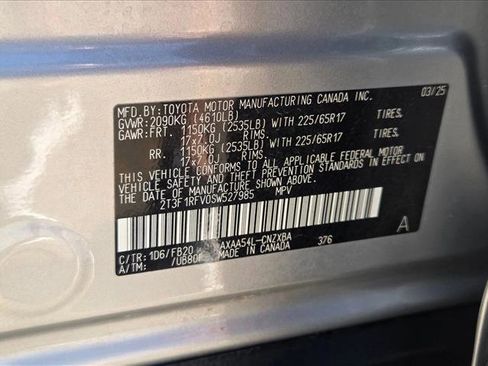 MFD.BY:TOYOTA MOTOR MANUFACTURING CANADA INC. 03/25
GVWR:2090KG (4610LB)
GAWR:FRT. 1150KG (2535LB) WITH 225/65R17 TIRES.
17x7.0J RIMS.
RR. 1150KG (2535LB) WITH 225/65R17 TIRES.
17x7.0J RIMS.
THIS VEHICLE CONFORMS TO ALL APPLICABLE FEDERAL MOTOR
VEHICLE SAFETY AND THEFT PREVENTION STANDARDS IN EFFECT ON
THE DATE OF MANUFACTURE SHOWN ABOVE.
2T3F1RFV0SW527985 MPV
C/TR: 1D6/FB20 AXAA54L-CNZXBA A
A/TM: /U680F MADE IN CANADA 376